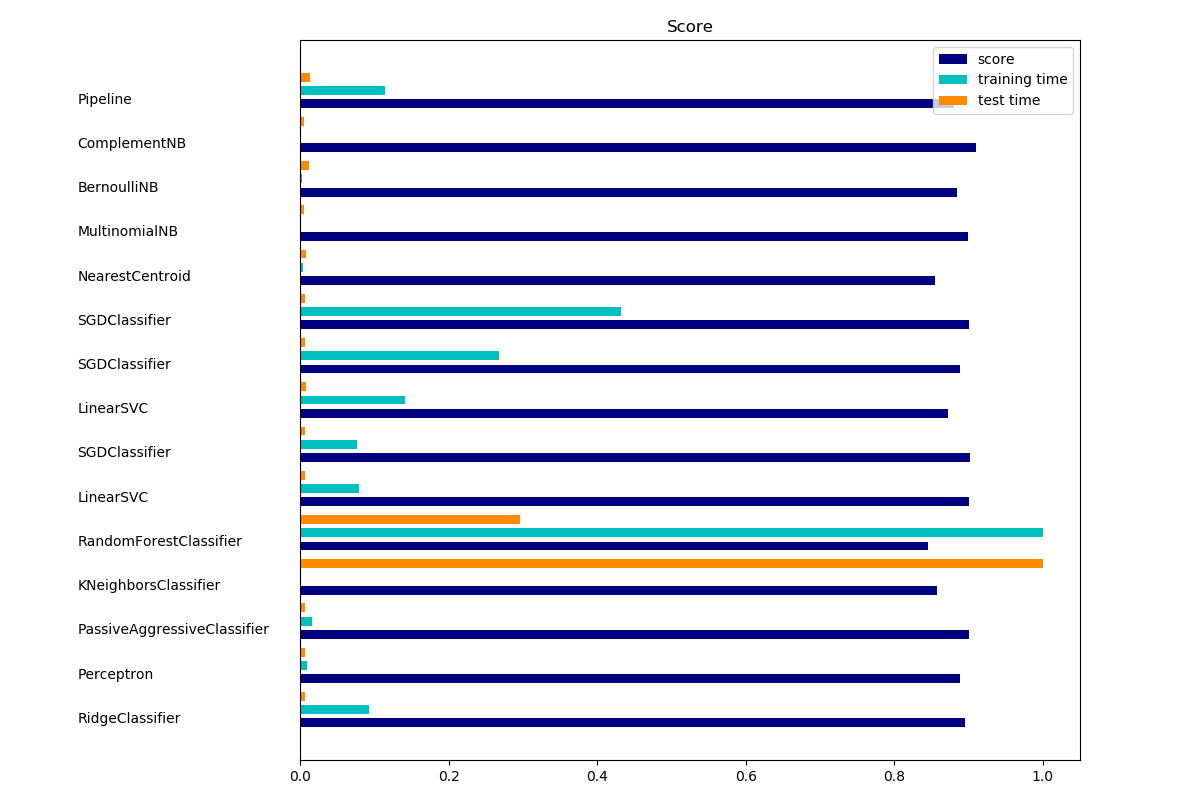 Score
score
training time
test time
Pipeline
ComplementNB
BernoulliNB
MultinomialNB
NearestCentroid
SGDClassifier
SGDClassifier
LinearSVC
SGDClassifier
LinearSVC
RandomForestClassifier
KNeighborsClassifier
PassiveAggressiveClassifier
Perceptron
RidgeClassifier
0.0 0.2 0.4 0.6 0.8 1.0